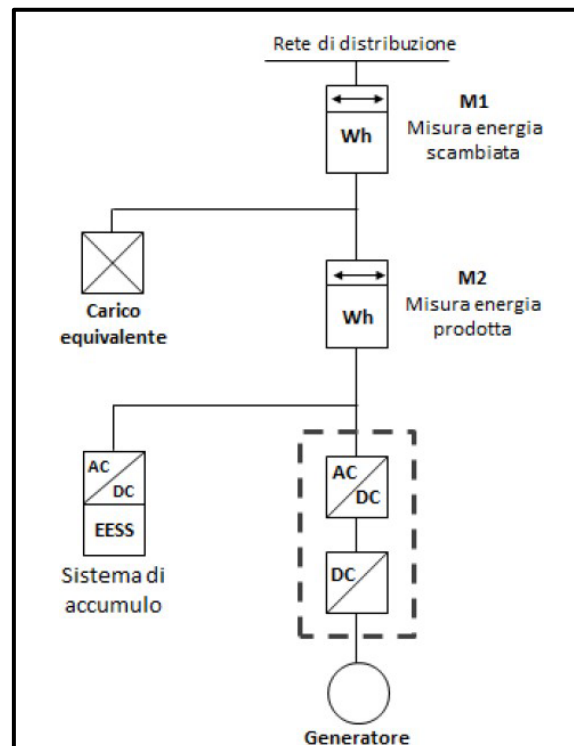 Rete di distribuzione
M1
Misura energia
scambiata
Wh
Carico
equivalente
M2
Misura energia
prodotta
Wh
AC
DC
EESS
Sistema di
accumulo
AC
DC
DC
Generatore